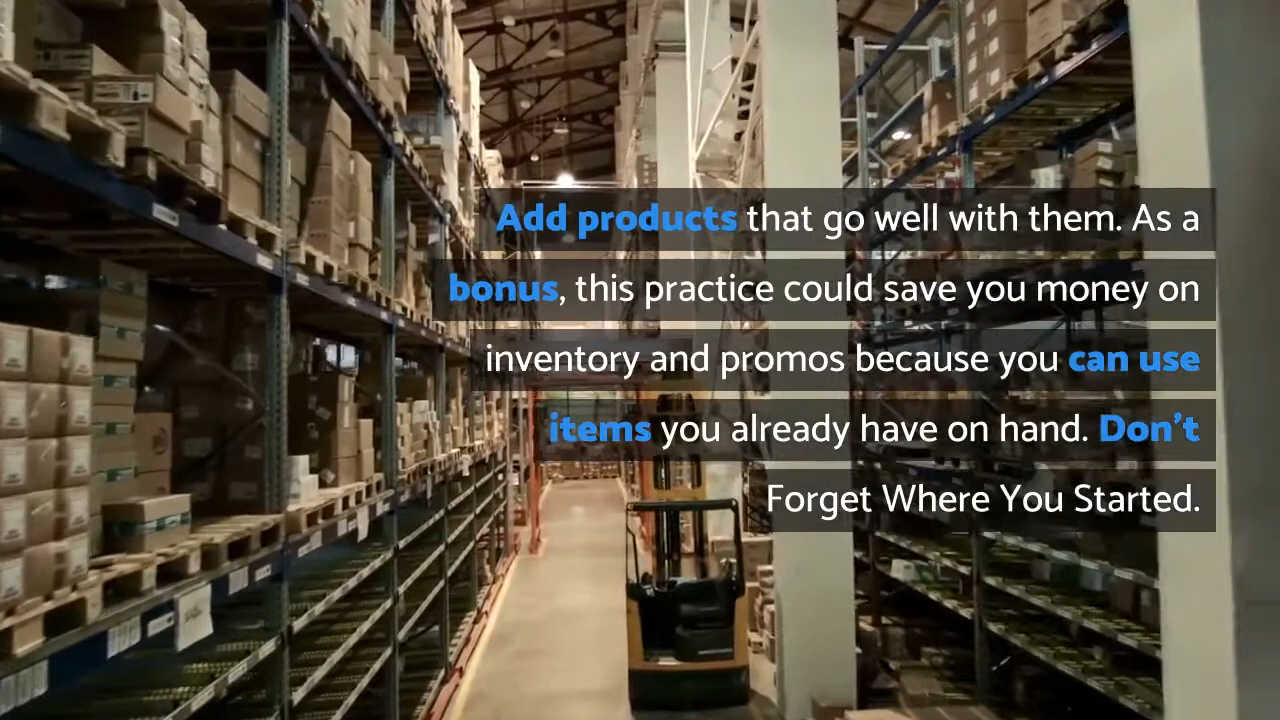 Add products that go well with them. As a
bonus, this practice could save you money on
inventory and promos because you can use
items you already have on hand. Don't
Forget Where You Started.